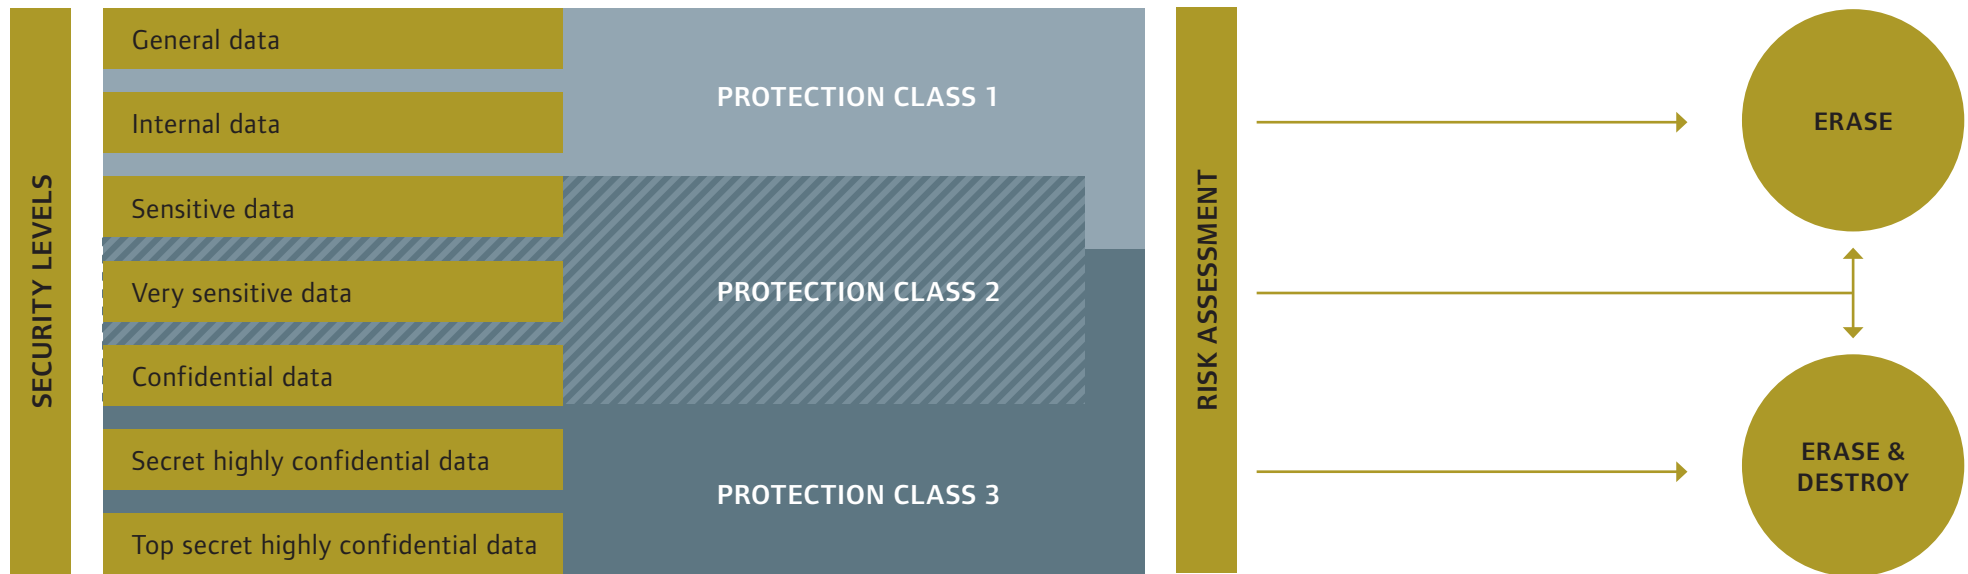 SECURITY LEVELS
General data
Internal data
Sensitive data
Very sensitive data
Confidential data
Secret highly confidential data
Top secret highly confidential data
PROTECTION CLASS 1
PROTECTION CLASS 2
PROTECTION CLASS 3
RISK ASSESSMENT
ERASE
ERASE &
DESTROY